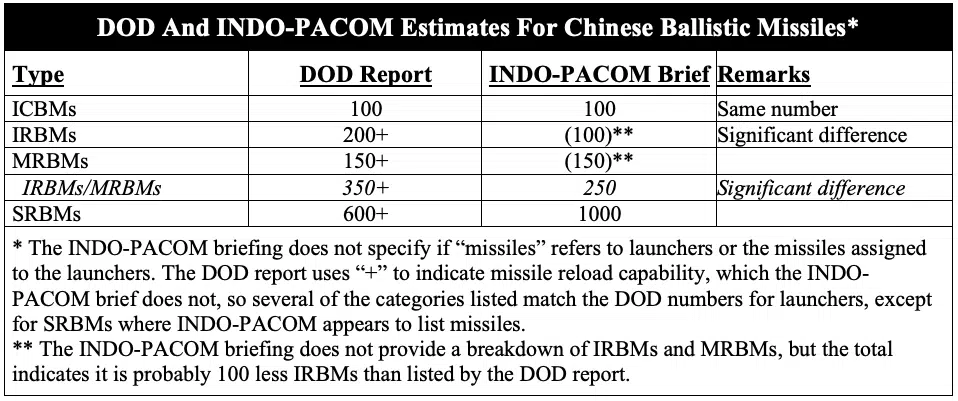 DOD And INDO-PACOM Estimates For Chinese Ballistic Missiles*
Type DOD Report INDO-PACOM Brief Remarks
ICBMs 100 100 Same number
IRBMs 200+ (100)** Significant difference
MRBMs 150+ (150)**
IRBMs/MRBMs 350+ 250 Significant difference
SRBMs 600+ 1000
* The INDO-PACOM briefing does not specify if “missiles” refers to launchers or the missiles assigned
to the launchers. The DOD report uses “+” to indicate missile reload capability, which the INDO-
PACOM brief does not, so several of the categories listed match the DOD numbers for launchers, except
for SRBMs where INDO-PACOM appears to list missiles.
** The INDO-PACOM briefing does not provide a breakdown of IRBMs and MRBMs, but the total
indicates it is probably 100 less IRBMs than listed by the DOD report.